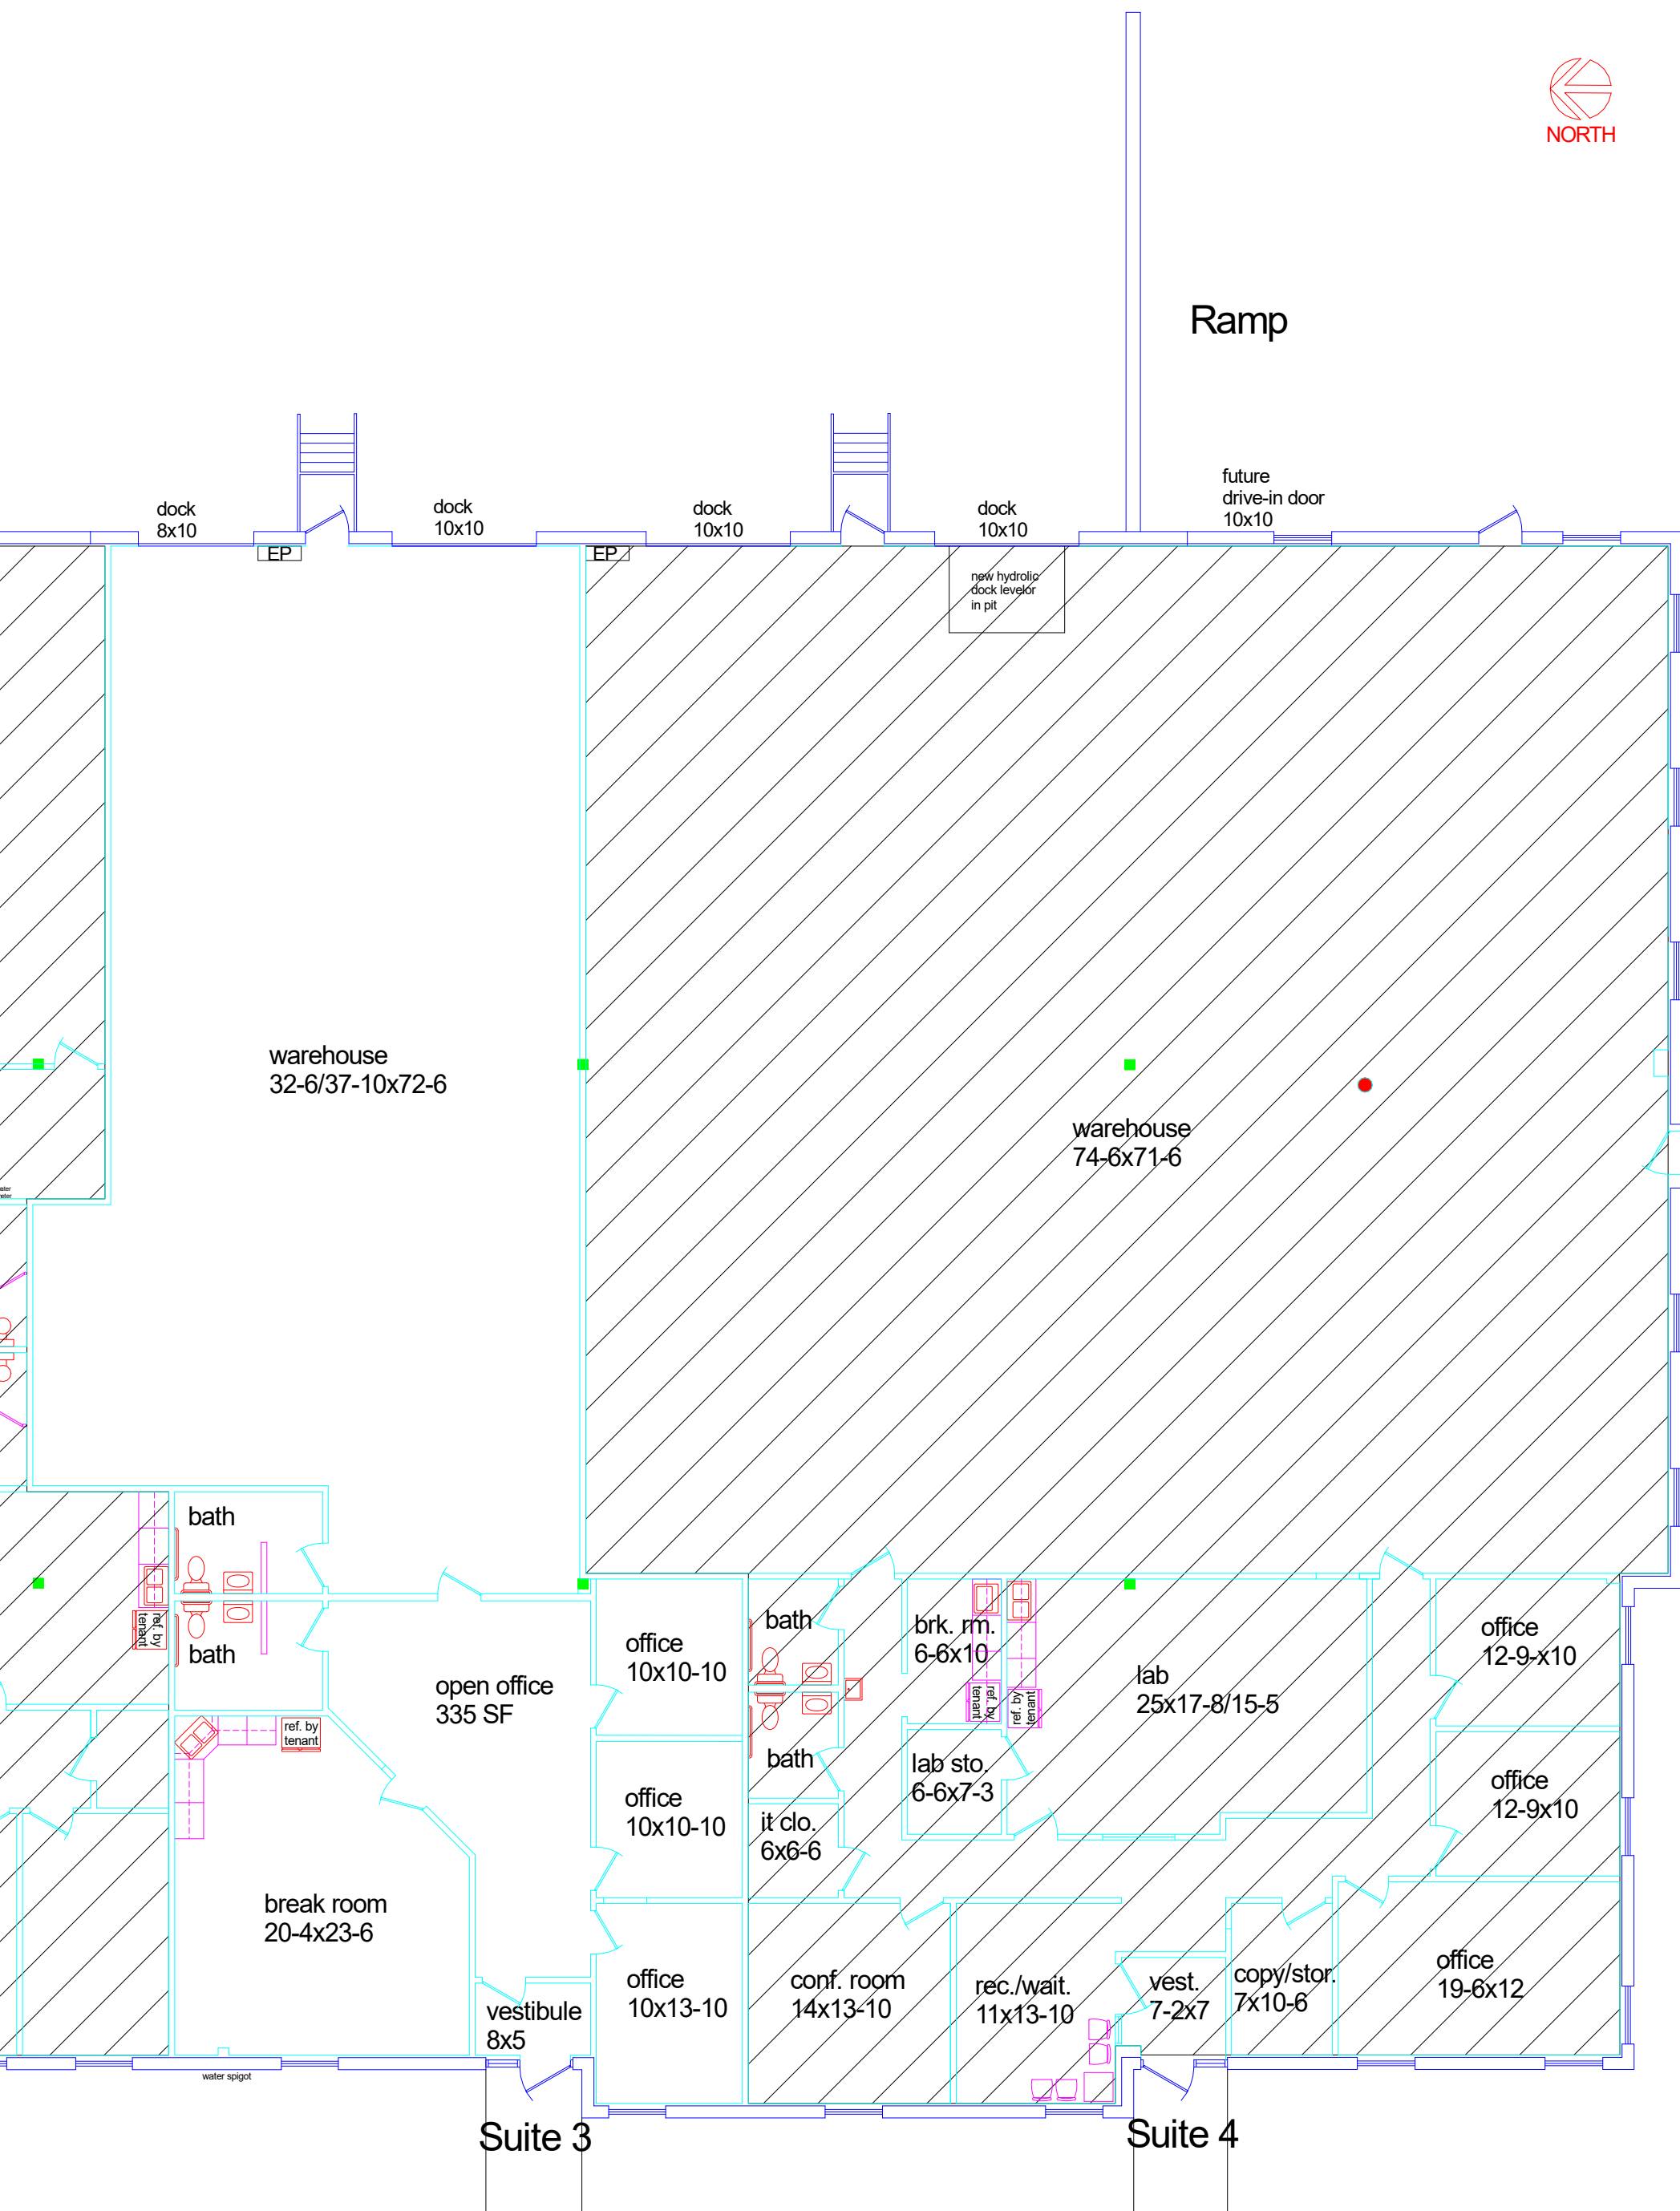 NORTH
Ramp
future
drive-in door
10x10
dock
8x10
dock
10x10
dock
10x10
dock
10x10
EP
EP
new hydrolic
dock levelor
in pit
warehouse
32-6/37-10x72-6
warehouse
74-6x71-6
bath
bath
ref. by
tenant
ref. by
tenant
open office
335 SF
office
10x10-10
office
10x10-10
office
10x13-10
break room
20-4x23-6
vestibule
8x5
bath
bath
it clo.
6x6-6
brk. rm.
6-6x10
ref. by
tenant
ref. by
tenant
lab sto.
6-6x7-3
lab
25x17-8/15-5
office
12-9-x10
office
12-9x10
office
19-6x12
conf. room
14x13-10
rec./wait.
11x13-10
vest.
7-2x7
copy/stor.
7x10-6
water spigot
Suite 3
Suite 4